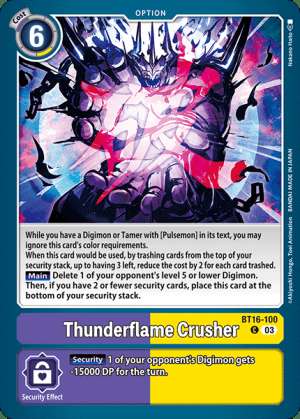 OPTION
Cost
6
While you have a Digimon or Tamer with [Pulsemon] in its text, you may
ignore this card's color requirements.
When this card would be used, by trashing cards from the top of your
security stack, up to having 3 left, reduce the cost by 2 for each card trashed.
Main Delete 1 of your opponent's level 5 or lower Digimon.
Then, if you have 2 or fewer security cards, place this card at the
bottom of your security stack.
BT16-100
Thunderflame Crusher
C 03
Security 1 of your opponent's Digimon gets
-15000 DP for the turn.
Security Effect
©Akiyoshi Hongo, Toei Animation BANDAI MADE IN JAPAN